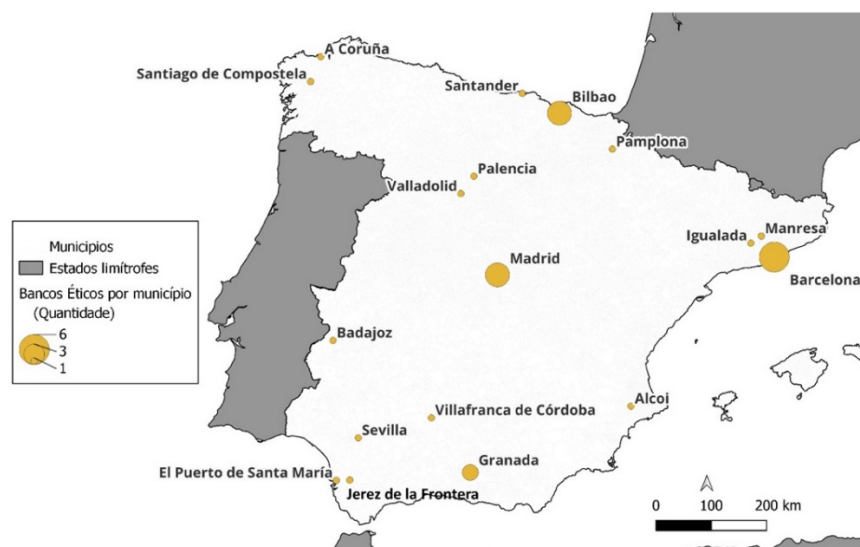 A Coruña
Santiago de Compostela
Santander
Bilbao
Pamplona
Palencia
Valladolid
Igualada
Manresa
Barcelona
Madrid
Badajoz
Villafranca de Córdoba
Alcoi
Sevilla
Granada
El Puerto de Santa María
Jerez de la Frontera
Municipios
Estados limítrofes
Bancos Éticos por município
(Quantidade)
6
3
1
0 100 200 km